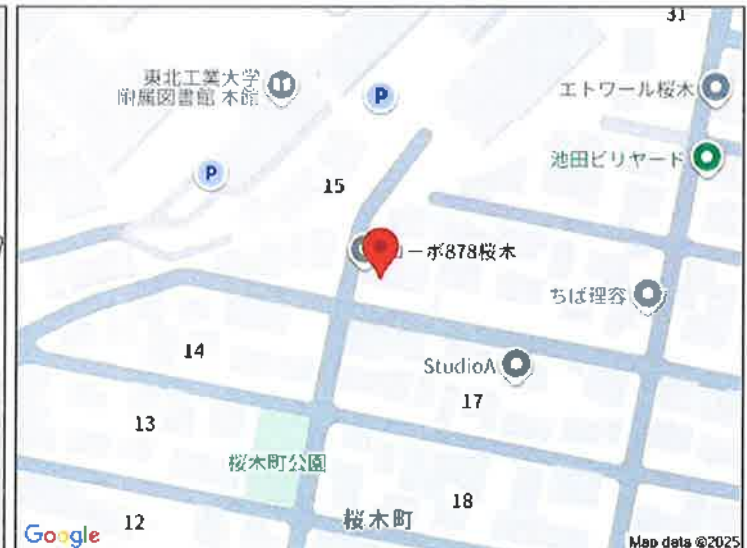 31
東北工業大学
附属図書館 本館
P
エトワール桜木
池田ビリヤード
P
15
ーボ878桜木
ちば理容
14
StudioA
17
13
桜木町公園
18
桜木町
12
Google
Map data ©2025